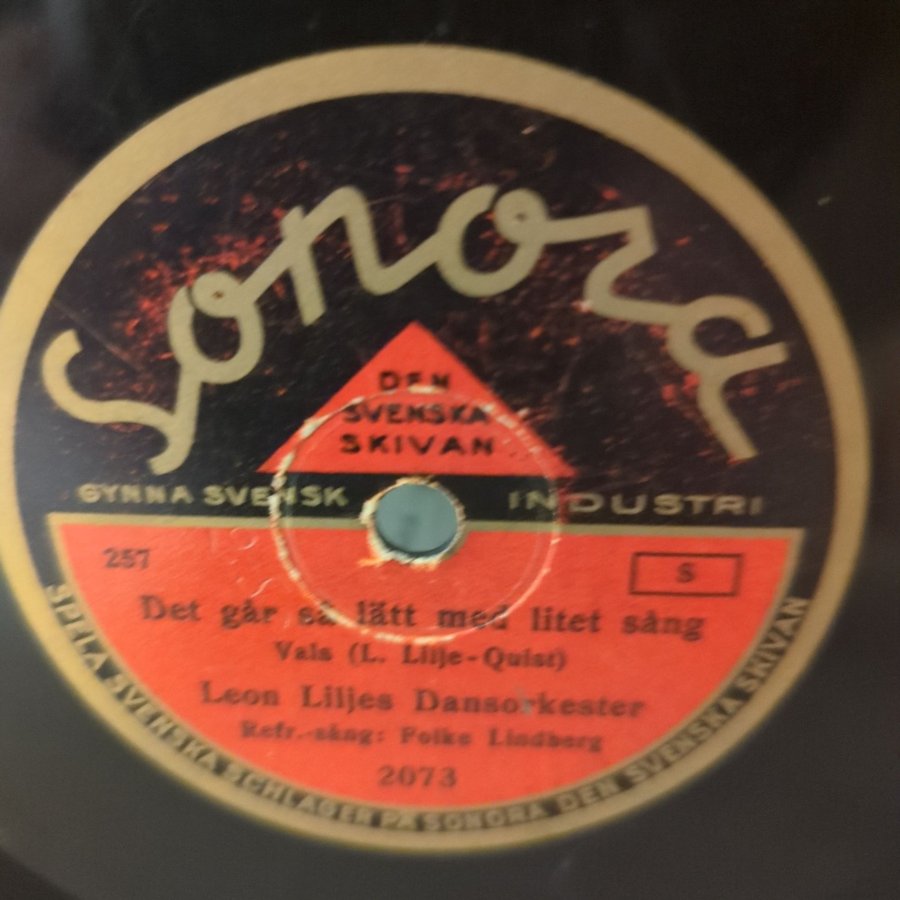 Sonora
DEN
SVENSKA
SKIVAN
GYNNA SVENSK INDUSTRI
257
S
Det går så lätt med litet sång
Vals (L. Lilje-Quist)
Leon Liljes Dansorkester
Refr.-sång: Folke Lindberg
2073
SPELA SVENSKA SCHLAGER PÅ SONORA DEN SVENSKA SKIVAN